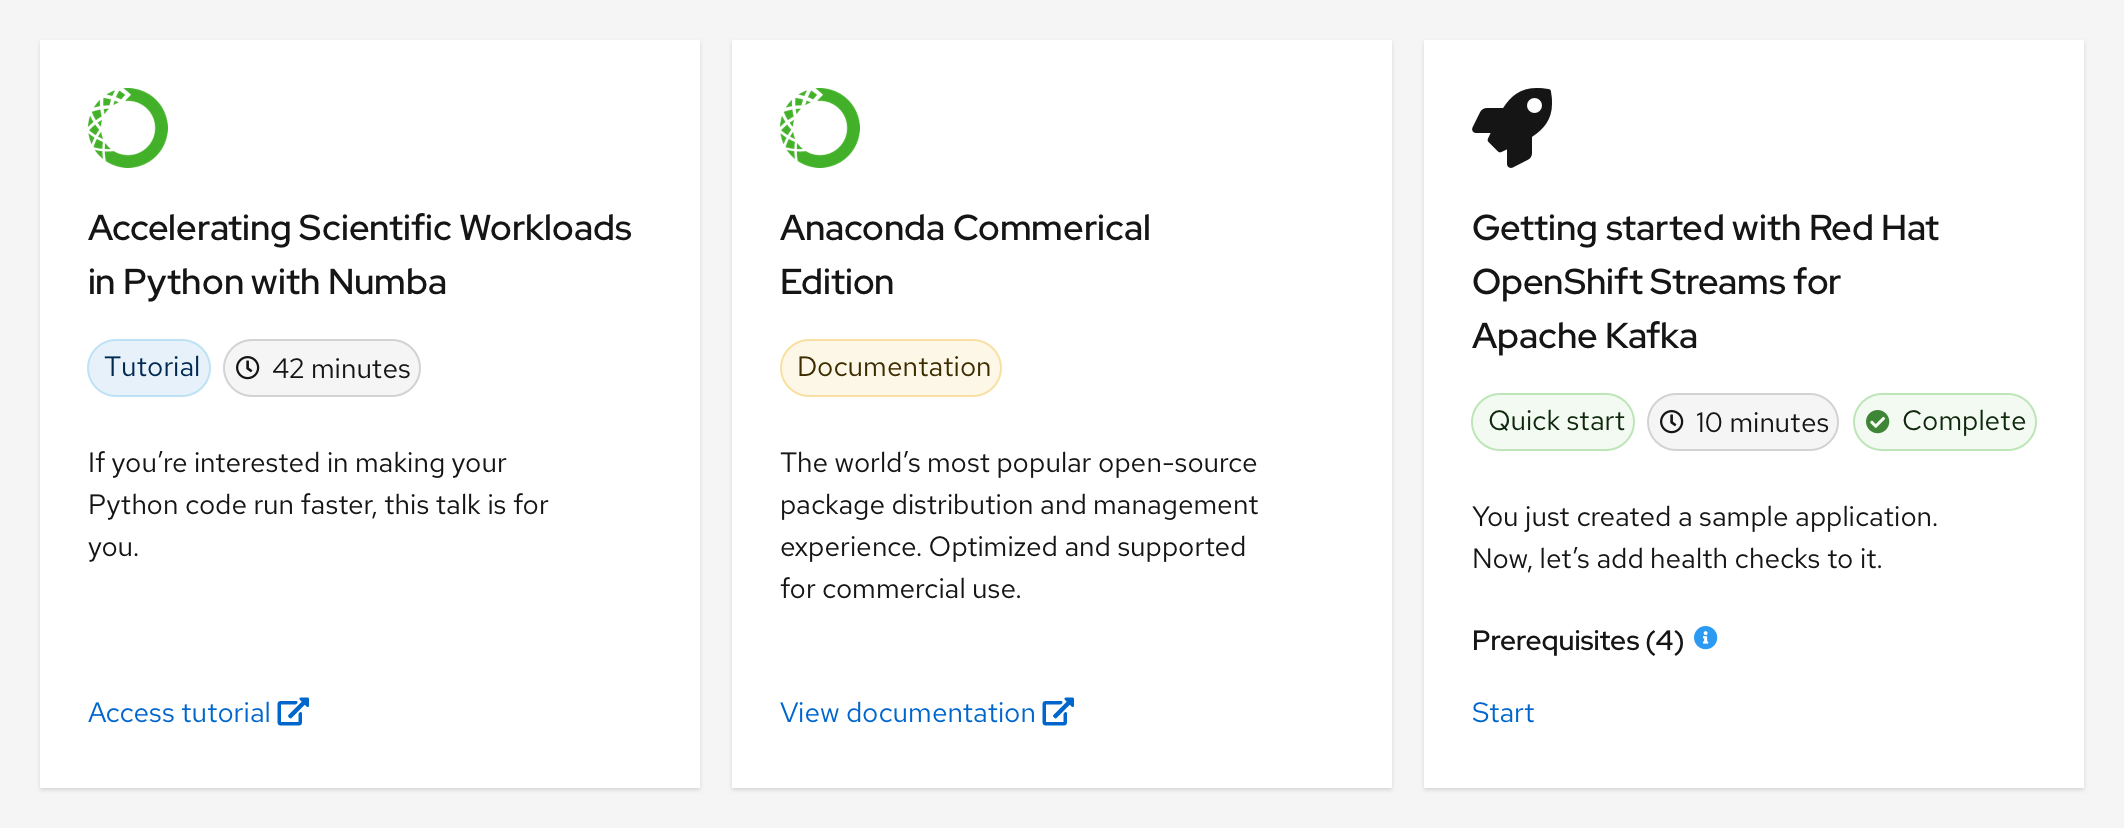 Accelerating Scientific Workloads
in Python with Numba
Tutorial
42 minutes
If you’re interested in making your
Python code run faster, this talk is for
you.
Access tutorial
Anaconda Commerical
Edition
Documentation
The world’s most popular open-source
package distribution and management
experience. Optimized and supported
for commercial use.
View documentation
Getting started with Red Hat
OpenShift Streams for
Apache Kafka
Quick start
10 minutes
Complete
You just created a sample application.
Now, let’s add health checks to it.
Prerequisites (4)
Start